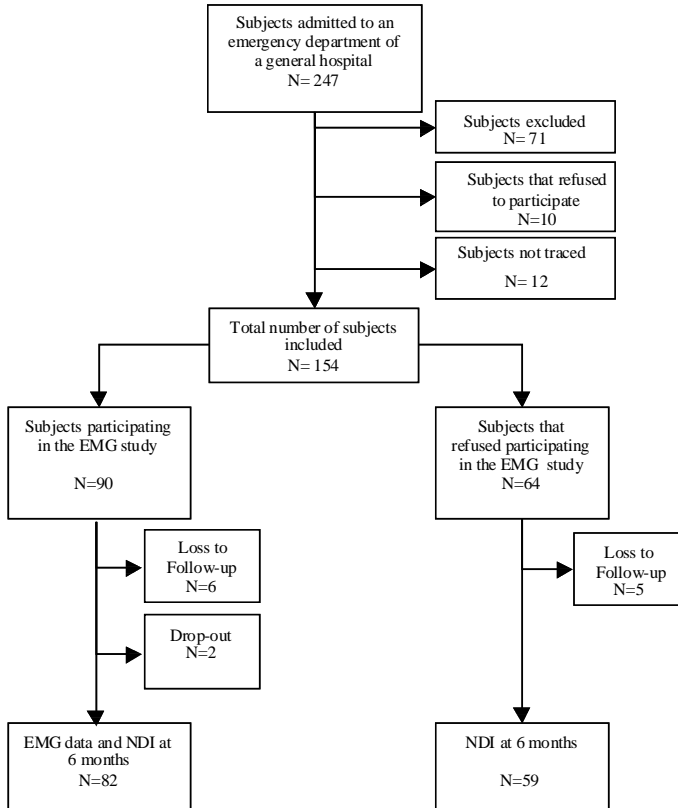 Subjects admitted to an
emergency department of
a general hospital
N= 247
Subjects excluded
N= 71
Subjects that refused
to participate
N=10
Subjects not traced
N= 12
Total number of subjects
included
N= 154
Subjects participating
in the EMG study
N=90
Subjects that
refused participating
in the EMG study
N=64
Loss to
Follow-up
N=6
Loss to
Follow-up
N=5
Drop-out
N=2
EMG data and NDI at
6 months
N=82
NDI at 6 months
N=59